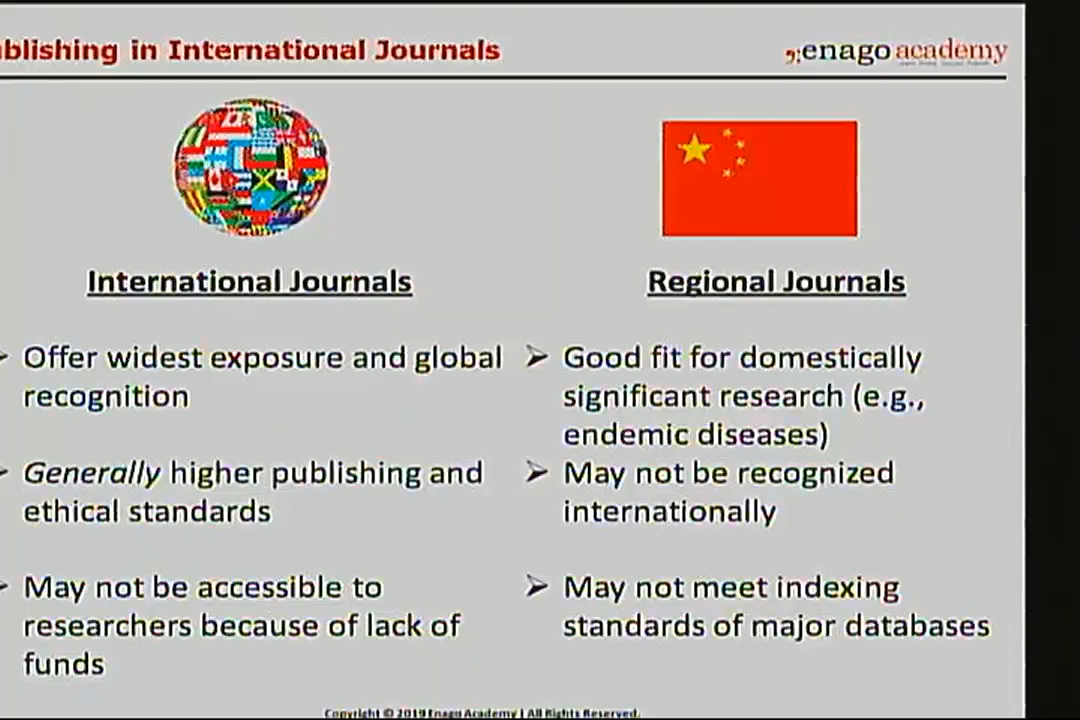 blishing in International Journals
enago academy
International Journals
Offer widest exposure and global
recognition
Generally higher publishing and
ethical standards
May not be accessible to
researchers because of lack of
funds
Regional Journals
Good fit for domestically
significant research (e.g.,
endemic diseases)
May not be recognized
internationally
May not meet indexing
standards of major databases
Copyright © 2019 Enago Academy | All Rights Reserved.